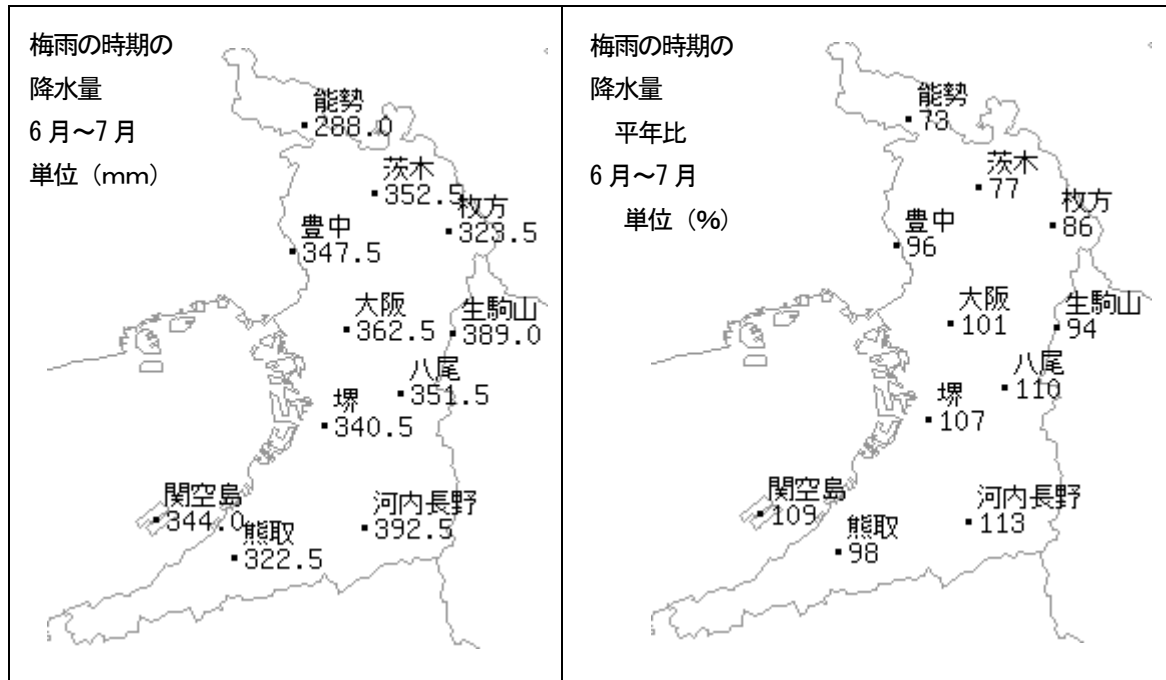 梅雨の時期の
降水量
6月～7月
単位（mm）
能勢
288.0
茨木
352.5
枚方
323.5
豊中
347.5
大阪
362.5
生駒山
389.0
八尾
351.5
堺
340.5
関空島
344.0
河内長野
392.5
熊取
322.5
梅雨の時期の
降水量
平年比
6月～7月
単位（%）
能勢
73
茨木
77
枚方
86
豊中
96
大阪
101
生駒山
94
八尾
110
堺
107
関空島
109
河内長野
113
熊取
98